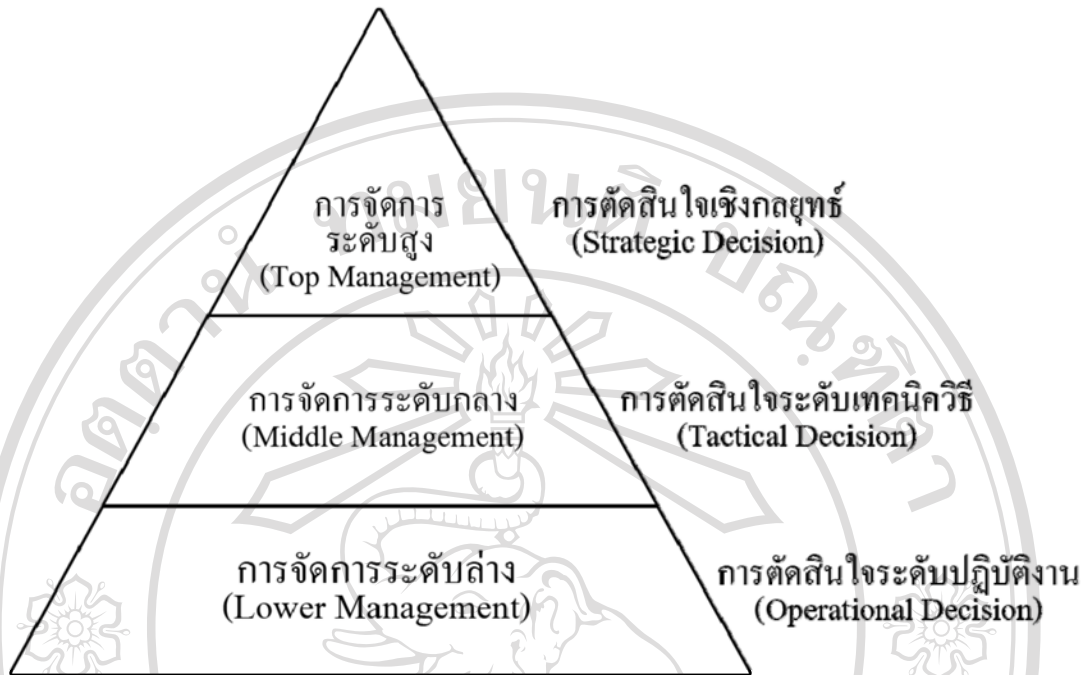 การจัดการ
ระดับสูง
(Top Management)
การตัดสินใจเชิงกลยุทธ์
(Strategic Decision)
การจัดการระดับกลาง
(Middle Management)
การตัดสินใจระดับเทคนิควิธี
(Tactical Decision)
การจัดการระดับล่าง
(Lower Management)
การตัดสินใจระดับปฏิบัติงาน
(Operational Decision)